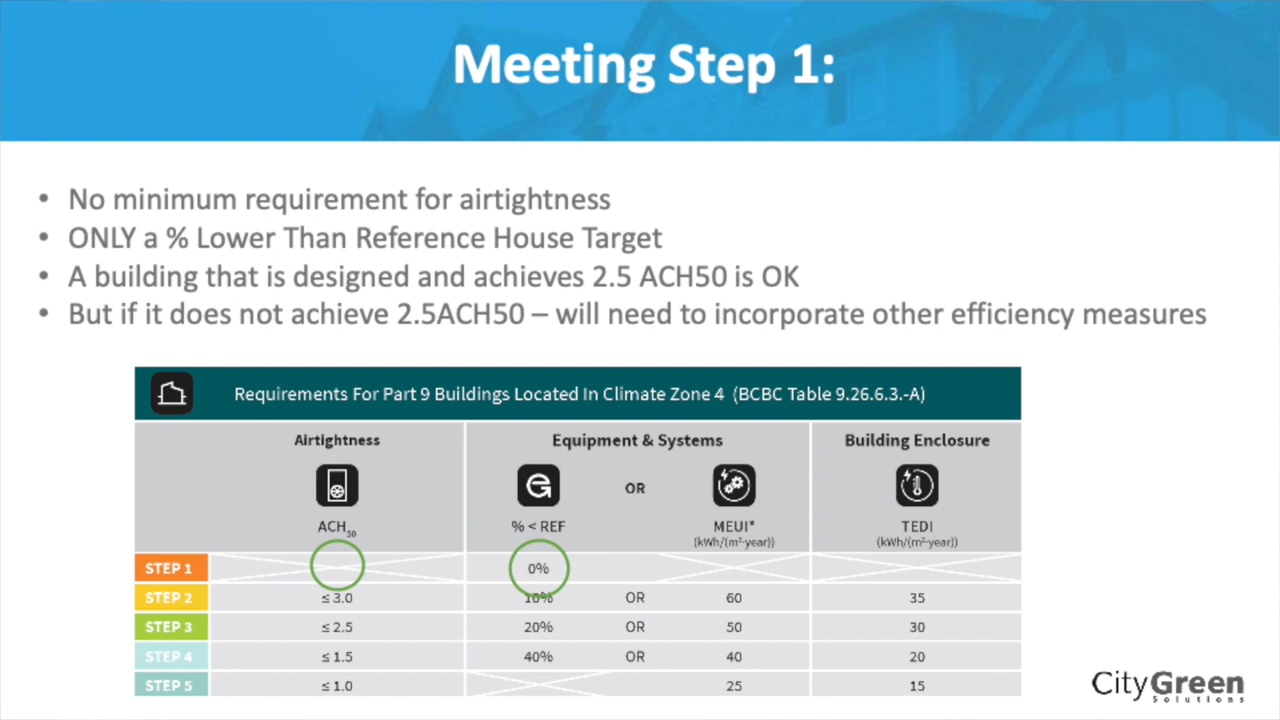 Meeting Step 1:
• No minimum requirement for airtightness
• ONLY a % Lower Than Reference House Target
• A building that is designed and achieves 2.5 ACH50 is OK
• But if it does not achieve 2.5ACH50 – will need to incorporate other efficiency measures
Requirements For Part 9 Buildings Located In Climate Zone 4 (BCBC Table 9.26.6.3.-A)
Airtightness Equipment & Systems Building Enclosure
OR
ACH50 % < REF MEUI* TEDI
(kWh/(m²·year)) (kWh/(m²·year))
STEP 1 0%
STEP 2 ≤ 3.0 10% OR 60 35
STEP 3 ≤ 2.5 20% OR 50 30
STEP 4 ≤ 1.5 40% OR 40 20
STEP 5 ≤ 1.0 25 15
CityGreen
Solutions